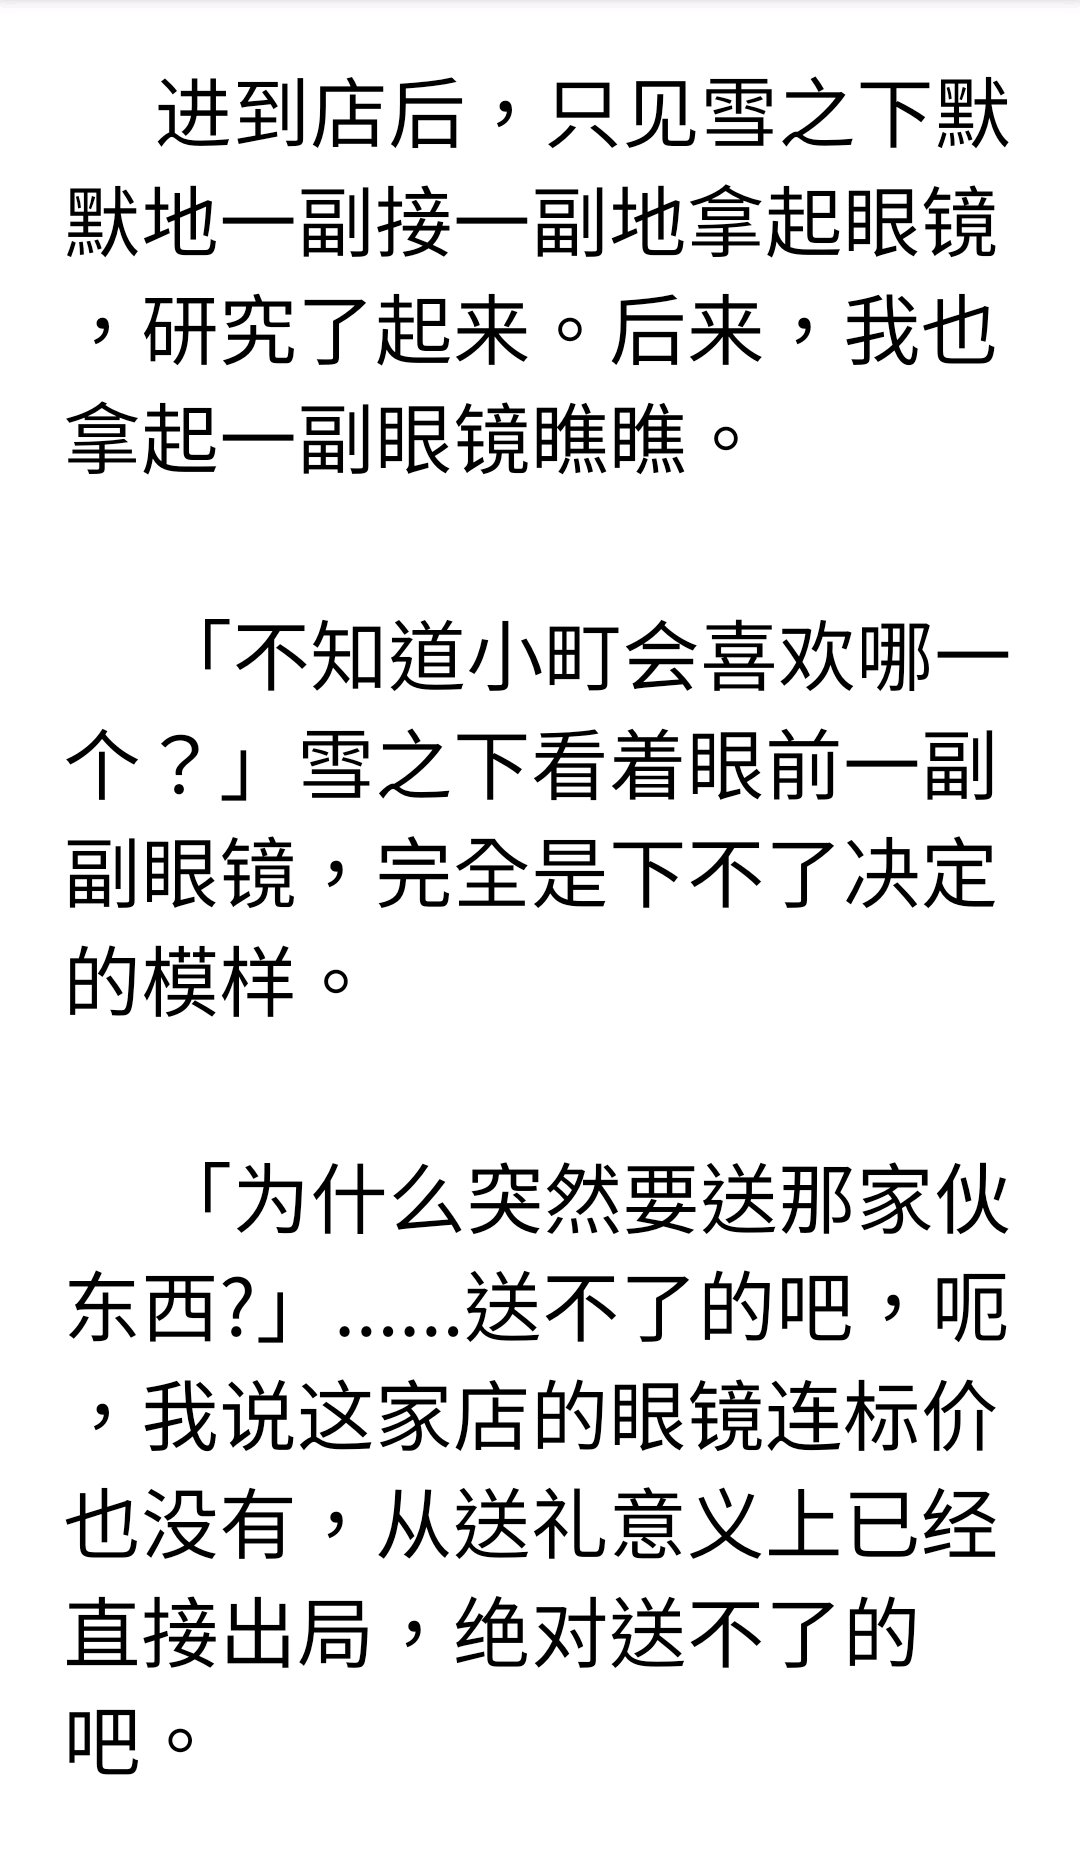 进到店后，只见雪之下默
默地一副接一副地拿起眼镜
，研究了起来。后来，我也
拿起一副眼镜瞧瞧。
「不知道小町会喜欢哪一
个？」雪之下看着眼前一副
副眼镜，完全是下不了决定
的模样。
「为什么突然要送那家伙
东西?」……送不了的吧，呃
，我说这家店的眼镜连标价
也没有，从送礼意义上已经
直接出局，绝对送不了的
吧。